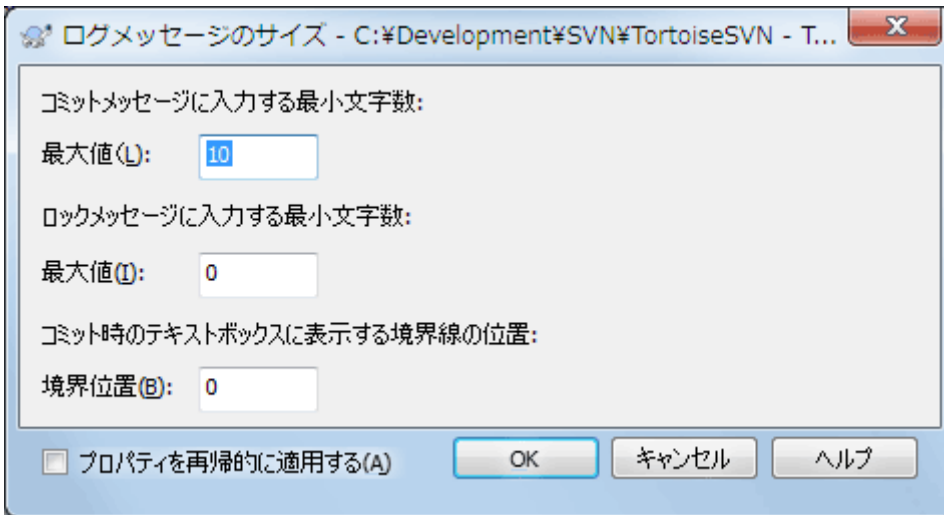 ログメッセージのサイズ - C:¥Development¥SVN¥TortoiseSVN - T...
コミットメッセージに入力する最小文字数:
最大値(L): 10
ロックメッセージに入力する最小文字数:
最大値(I): 0
コミット時のテキストボックスに表示する境界線の位置:
境界位置(B): 0
プロパティを再帰的に適用する(A) OK キャンセル ヘルプ